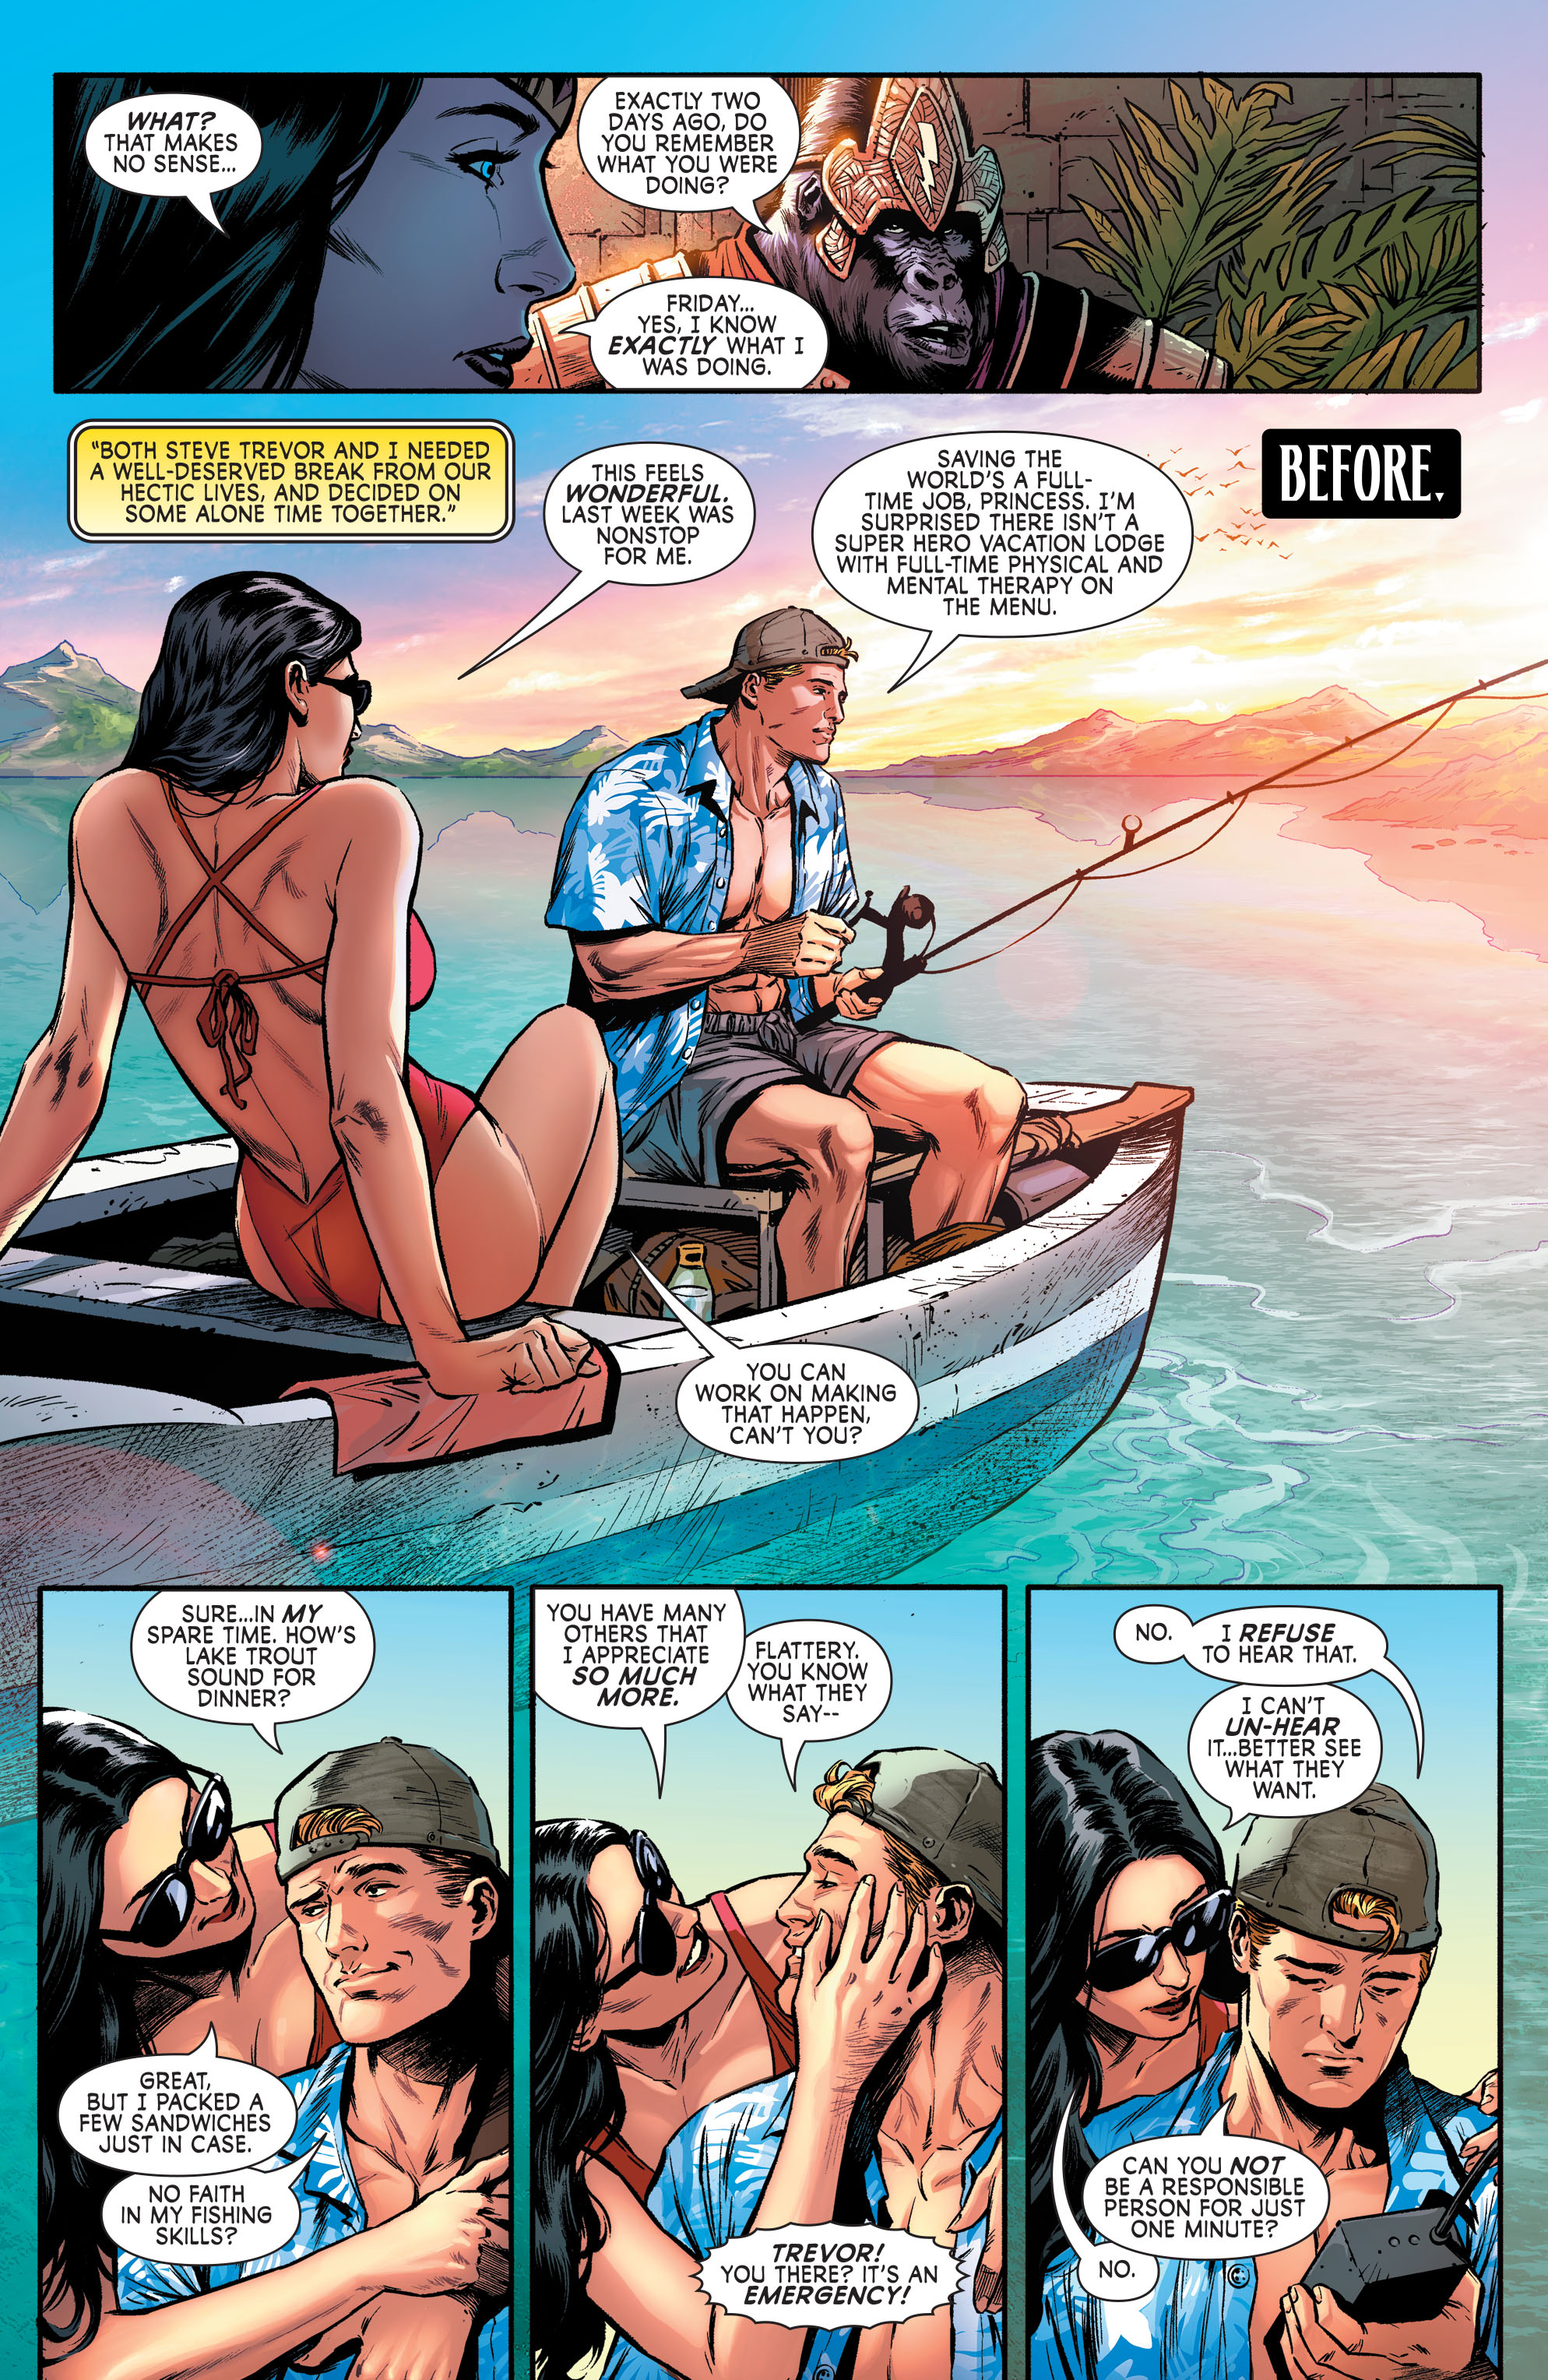 WHAT?
THAT MAKES
NO SENSE...
EXACTLY TWO
DAYS AGO, DO
YOU REMEMBER
WHAT YOU WERE
DOING?
FRIDAY...
YES, I KNOW
EXACTLY WHAT I
WAS DOING.
"BOTH STEVE TREVOR AND I NEEDED
A WELL-DESERVED BREAK FROM OUR
HECTIC LIVES, AND DECIDED ON
SOME ALONE TIME TOGETHER."
THIS FEELS
WONDERFUL.
LAST WEEK WAS
NONSTOP
FOR ME.
SAVING THE
WORLD'S A FULL-
TIME JOB, PRINCESS. I'M
SURPRISED THERE ISN'T A
SUPER HERO VACATION LODGE
WITH FULL-TIME PHYSICAL AND
MENTAL THERAPY ON
THE MENU.
BEFORE.
YOU CAN
WORK ON MAKING
THAT HAPPEN,
CAN'T YOU?
SURE...IN MY
SPARE TIME. HOW'S
LAKE TROUT
SOUND FOR
DINNER?
GREAT,
BUT I PACKED A
FEW SANDWICHES
JUST IN CASE.
NO FAITH
IN MY FISHING
SKILLS?
YOU HAVE MANY
OTHERS THAT
I APPRECIATE
SO MUCH
MORE.
FLATTERY.
YOU KNOW
WHAT THEY
SAY--
TREVOR!
YOU THERE? IT'S AN
EMERGENCY!
NO.
I REFUSE
TO HEAR THAT.
I CAN'T
UN-HEAR
IT...BETTER SEE
WHAT THEY
WANT.
CAN YOU NOT
BE A RESPONSIBLE
PERSON FOR JUST
ONE MINUTE?
NO.